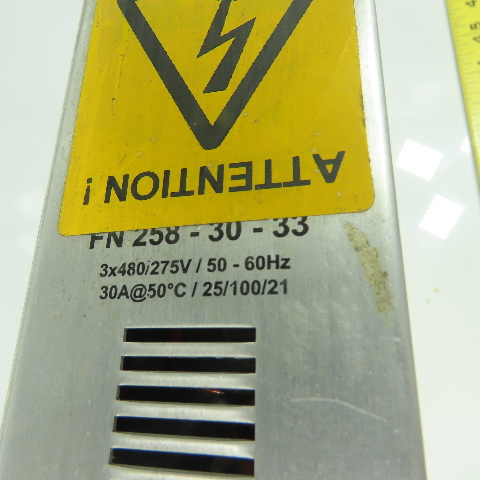 ATTENTION !
FN 258 - 30 - 33
3x480/275V / 50 - 60Hz
30A@50°C / 25/100/21